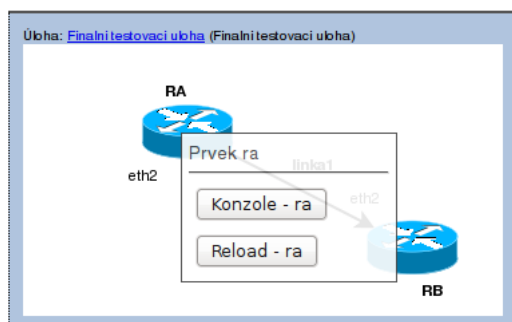 Úloha: Finalni testovaci uloha (Finalni testovaci uloha)
RA
Prvek ra
linka1
eth2
Konzole - ra
eth2
Reload - ra
RB